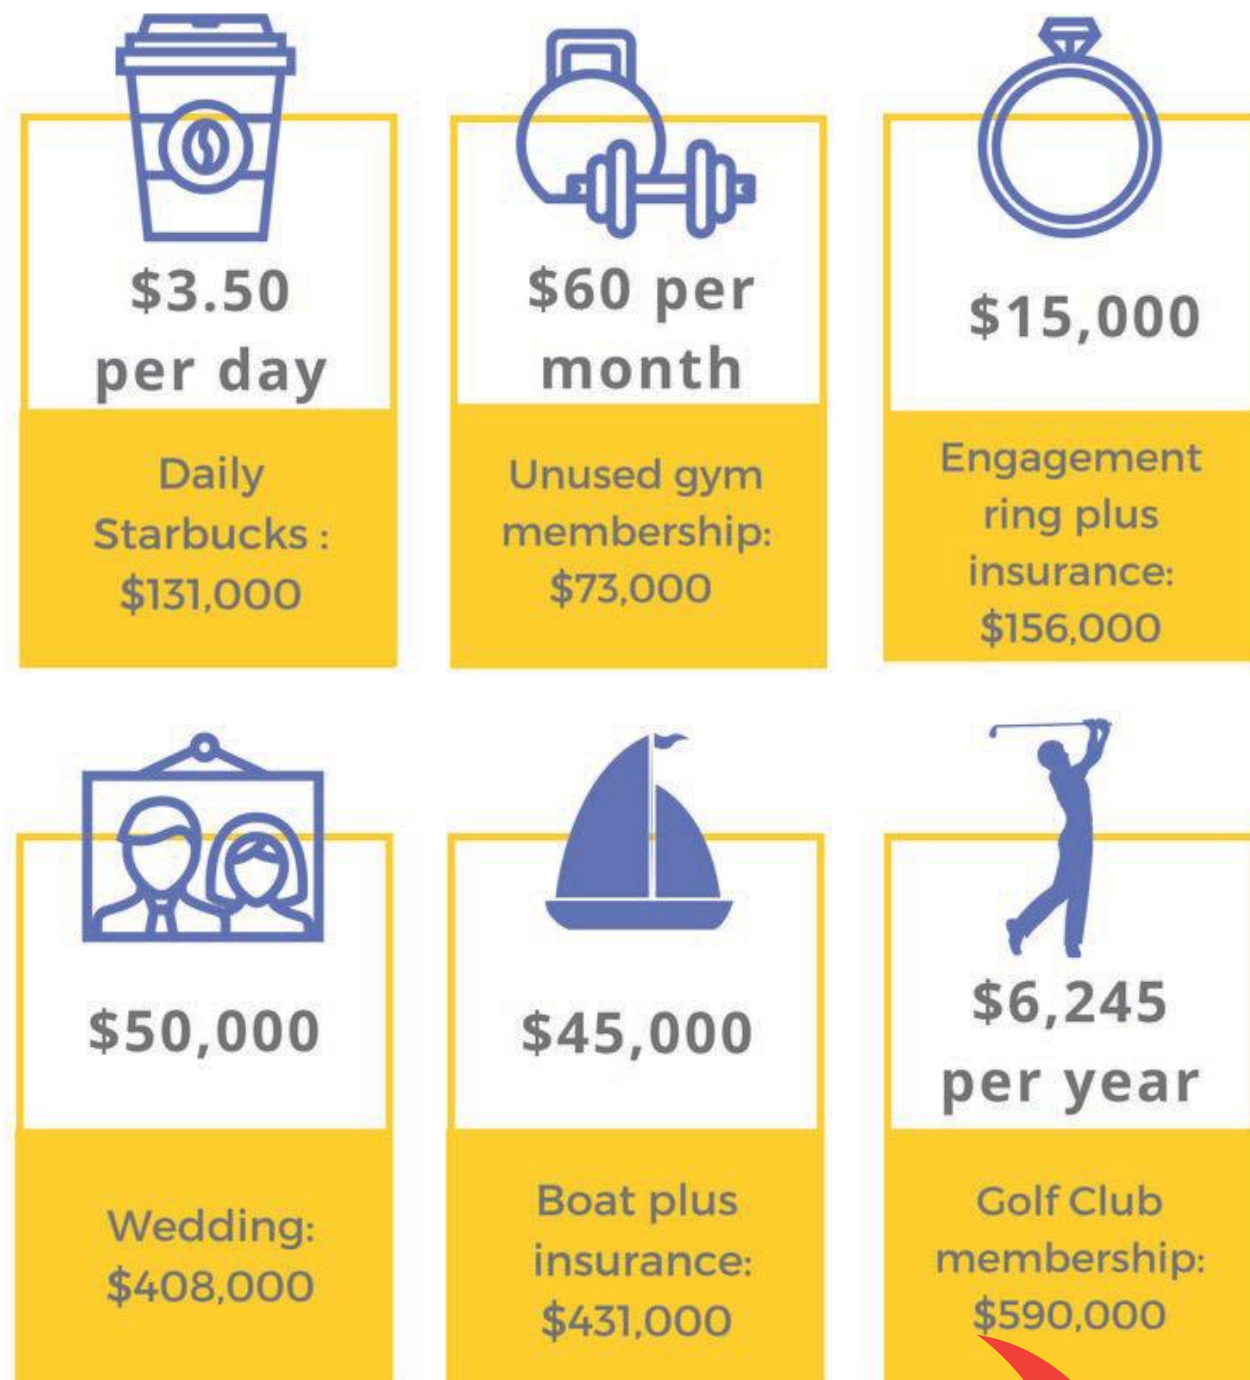 $3.50
per day
Daily
Starbucks :
$131,000
$60 per
month
Unused gym
membership:
$73,000
$15,000
Engagement
ring plus
insurance:
$156,000
$50,000
Wedding:
$408,000
$45,000
Boat plus
insurance:
$431,000
$6,245
per year
Golf Club
membership:
$590,000